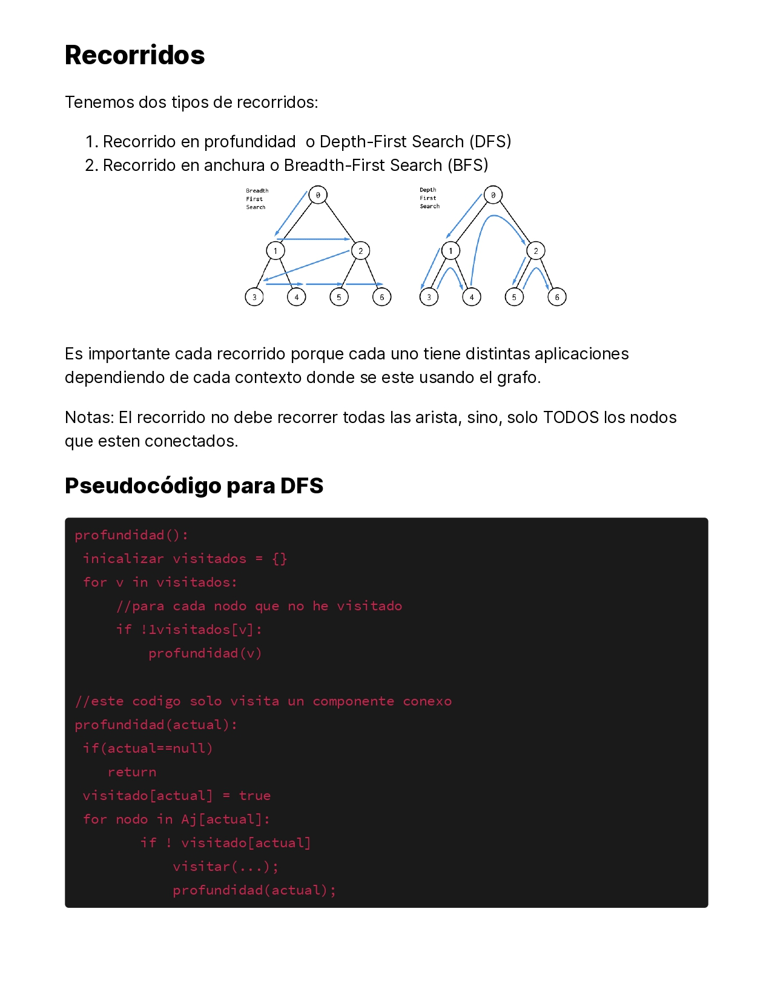 Recorridos
Tenemos dos tipos de recorridos:
1. Recorrido en profundidad  o Depth-First Search (DFS)
2. Recorrido en anchura o Breadth-First Search (BFS)
Breadth
First
Search
0
1
2
3
4
5
6
Depth
First
Search
0
1
2
3
4
5
6
Es importante cada recorrido porque cada uno tiene distintas aplicaciones
dependiendo de cada contexto donde se este usando el grafo.
Notas: El recorrido no debe recorrer todas las arista, sino, solo TODOS los nodos
que esten conectados.
Pseudocódigo para DFS
profundidad():
 inicalizar visitados = {}
 for v in visitados:
     //para cada nodo que no he visitado
     if !1visitados[v]:
         profundidad(v)
//este codigo solo visita un componente conexo
profundidad(actual):
 if(actual==null)
    return
 visitado[actual] = true
 for nodo in Aj[actual]:
        if ! visitado[actual]
            visitar(...);
            profundidad(actual);